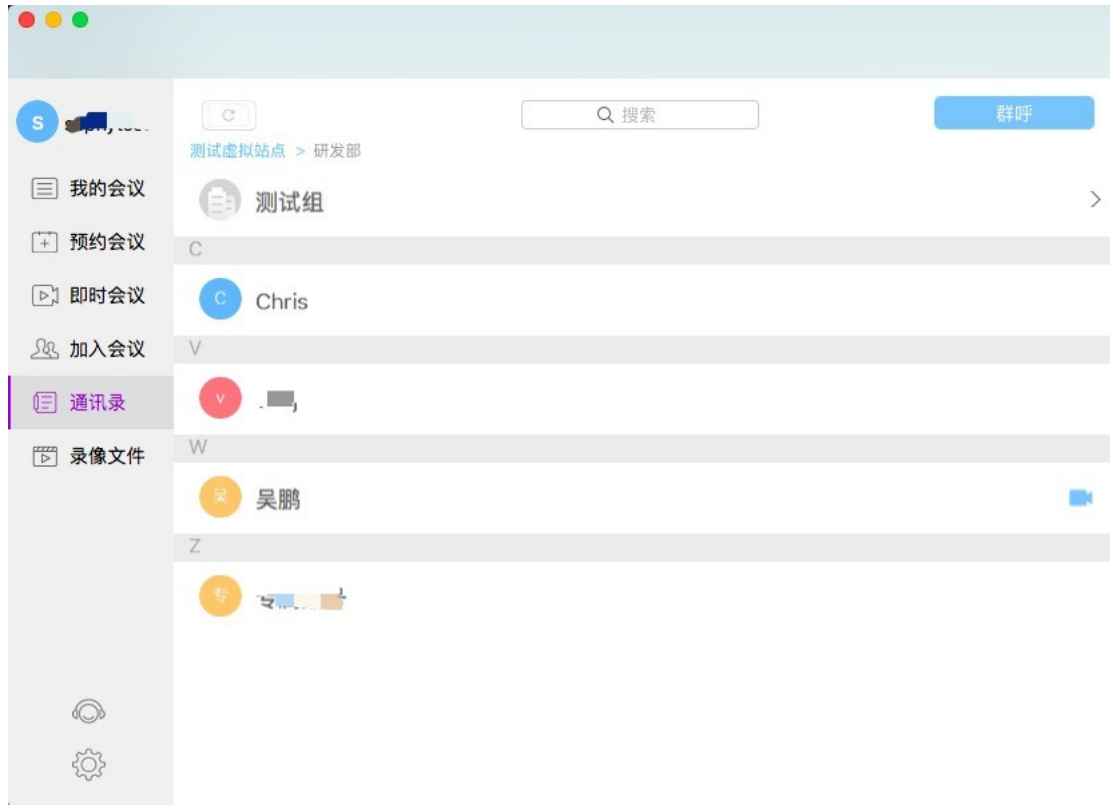 S
我的会议
预约会议
即时会议
加入会议
通讯录
录像文件
搜索
群呼
测试虚拟站点 > 研发部
测试组
C
C Chris
V
V
W
吴 吴鹏
Z
专